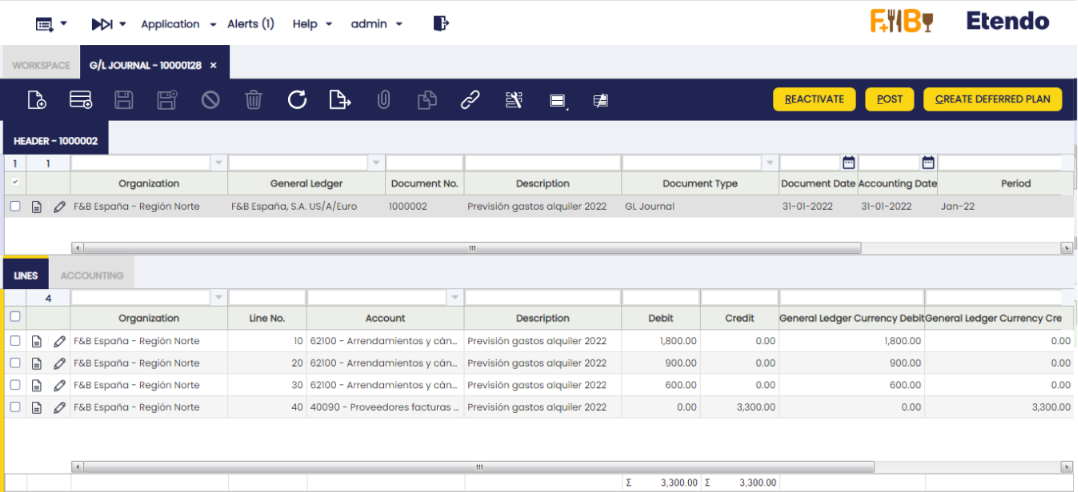 Application Alerts (1) Help admin F&B Etendo
WORKSPACE G/L JOURNAL - 10000128 ×
REACTIVATE POST CREATE DEFERRED PLAN
HEADER - 1000002
1 1
Organization General Ledger Document No. Description Document Type Document Date Accounting Date Period
F&B España - Región Norte F&B España, S.A. US/A/Euro 1000002 Previsión gastos alquiler 2022 GL Journal 31-01-2022 31-01-2022 Jan-22
LINES ACCOUNTING
4
Organization Line No. Account Description Debit Credit General Ledger Currency Debit General Ledger Currency Cre
F&B España - Región Norte 10 62100 - Arrendamientos y cán... Previsión gastos alquiler 2022 1,800.00 0.00 1,800.00 0.00
F&B España - Región Norte 20 62100 - Arrendamientos y cán... Previsión gastos alquiler 2022 900.00 0.00 900.00 0.00
F&B España - Región Norte 30 62100 - Arrendamientos y cán... Previsión gastos alquiler 2022 600.00 0.00 600.00 0.00
F&B España - Región Norte 40 40090 - Proveedores facturas ... Previsión gastos alquiler 2022 0.00 3,300.00 0.00 3,300.00
Σ 3,300.00 Σ 3,300.00